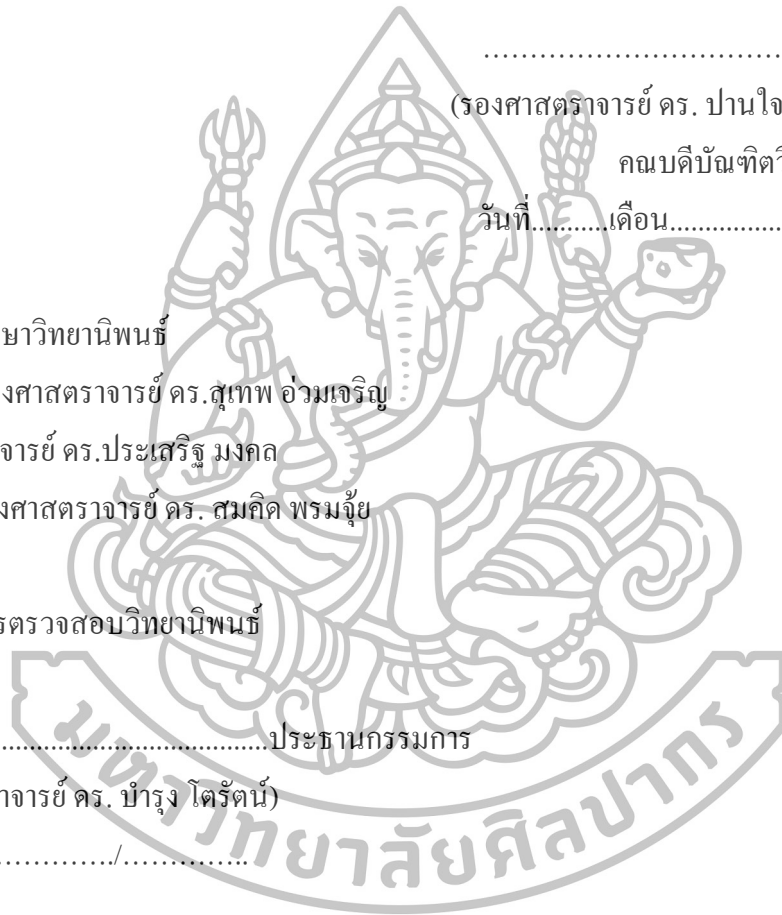 ……………………………
(รองศาสตราจารย์ ดร. ปานใจ
คณบดีบัณฑิตวิ
วันที่...........เดือน................
ษาวิทยานิพนธ์
งศาสตราจารย์ ดร.สุเทพ อ่วมเจริญ
จารย์ ดร.ประเสริฐ มงคล
งศาสตราจารย์ ดร. สมคิด พรมจุ้ย
รตรวจสอบวิทยานิพนธ์
......................................ประธานกรรมการ
าจารย์ ดร. บำรุง โตรัตน์)
…………./…………..
มหาวิทยาลัยศิลปากร